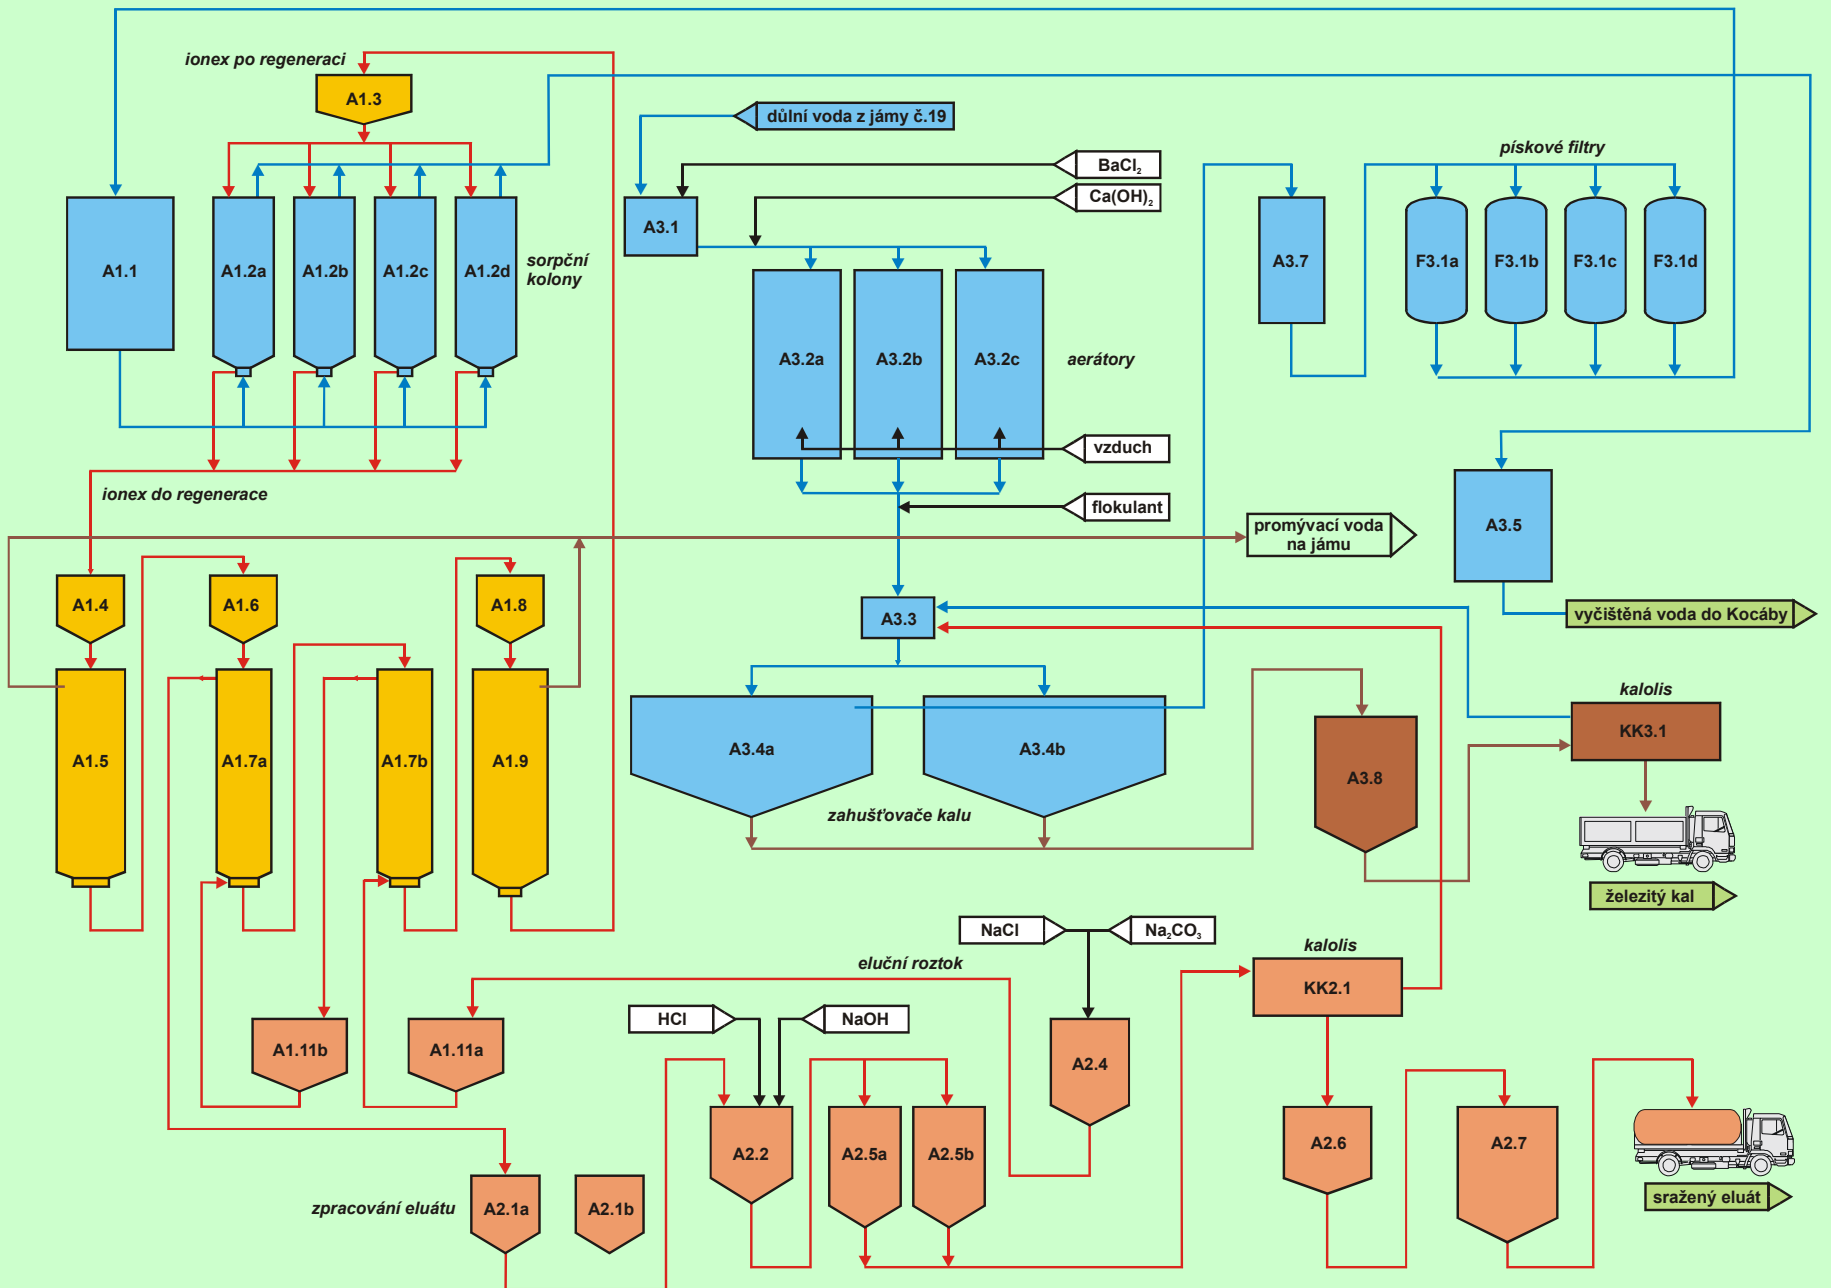 ionex po regeneraci
A1.3
důlní voda z jámy č.19
pískové filtry
BaCl₂
Ca(OH)₂
A1.1
A1.2a
A1.2b
A1.2c
A1.2d
sorpční
kolony
A3.1
A3.7
F3.1a
F3.1b
F3.1c
F3.1d
A3.2a
A3.2b
A3.2c
aerátory
vzduch
ionex do regenerace
flokulant
promývací voda
na jámu
A3.5
A1.4
A1.6
A1.8
A3.3
vyčištěná voda do Kocáby
kalolis
KK3.1
A1.5
A1.7a
A1.7b
A1.9
A3.4a
A3.4b
A3.8
zahušťovače kalu
železitý kal
NaCl
Na₂CO₃
kalolis
eluční roztok
KK2.1
HCl
NaOH
A1.11b
A1.11a
A2.4
A2.2
A2.5a
A2.5b
A2.6
A2.7
zpracování eluátu
A2.1a
A2.1b
sražený eluát